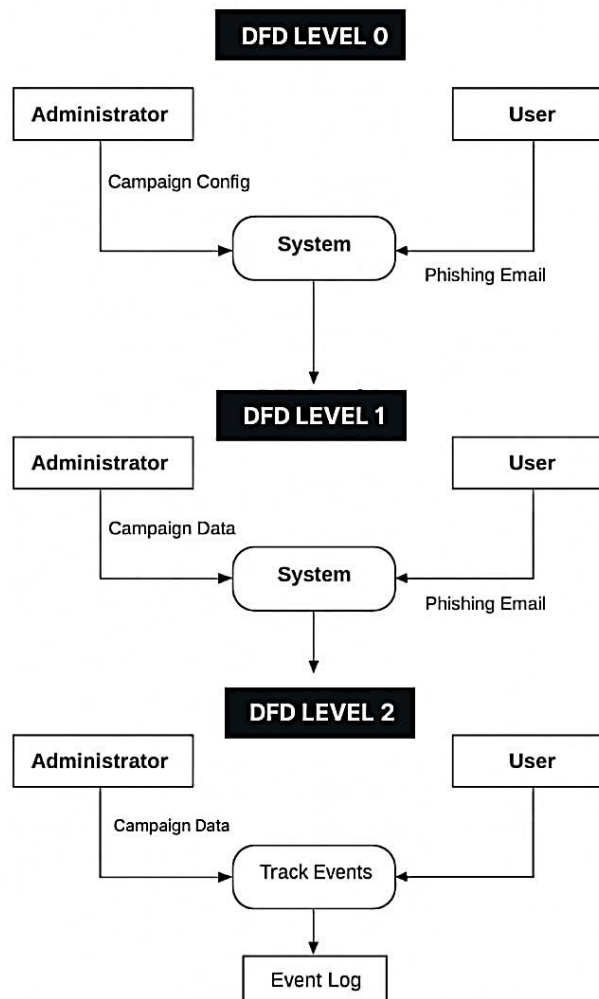 DFD LEVEL 0
Administrator
User
Campaign Config
System
Phishing Email
DFD LEVEL 1
Administrator
User
Campaign Data
System
Phishing Email
DFD LEVEL 2
Administrator
User
Campaign Data
Track Events
Event Log